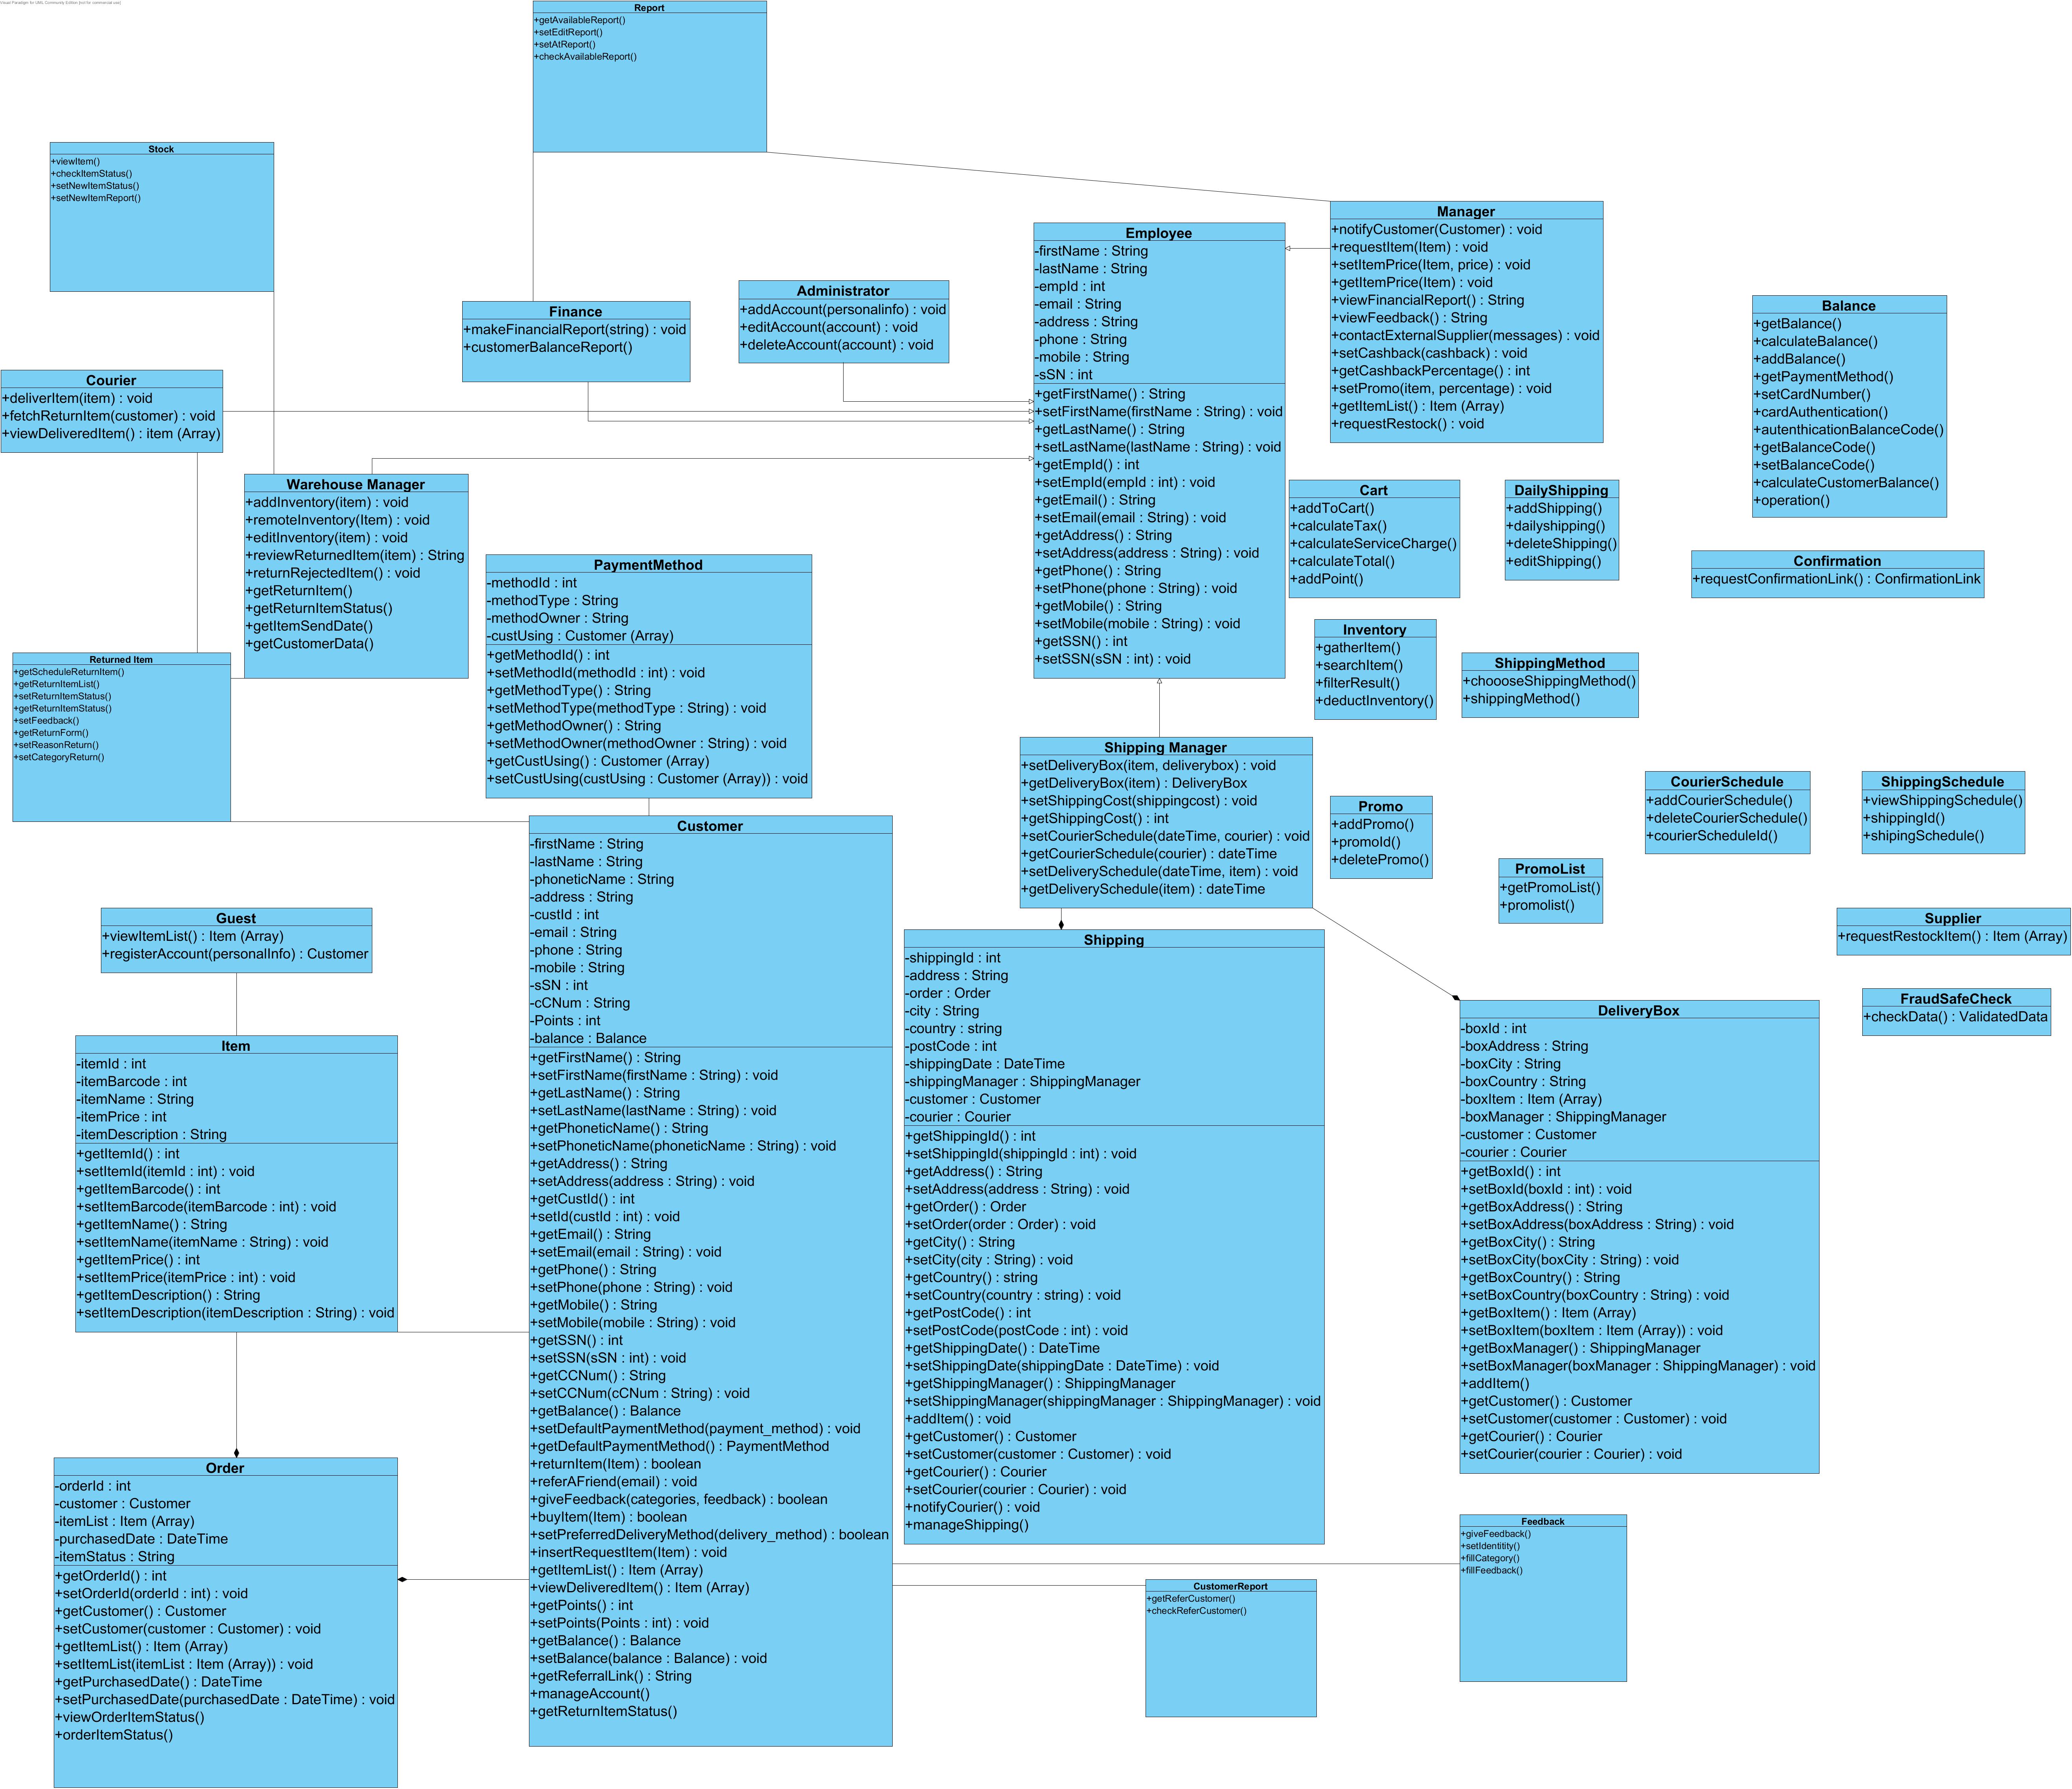 Visual Paradigm for UML Community Edition [not for commercial use]
Report
+getAvailableReport()
+setEditReport()
+setAtReport()
+checkAvailableReport()
Stock
+viewItem()
+checkItemStatus()
+setNewItemStatus()
+setNewItemReport()
Manager
+notifyCustomer(Customer) : void
+requestItem(Item) : void
+setItemPrice(Item, price) : void
+getItemPrice(Item) : void
+viewFinancialReport() : String
+viewFeedback() : String
+contactExternalSupplier(messages) : void
+setCashback(cashback) : void
+getCashbackPercentage() : int
+setPromo(item, percentage) : void
+getItemList() : Item (Array)
+requestRestock() : void
Employee
-firstName : String
-lastName : String
-empId : int
-email : String
-address : String
-phone : String
-mobile : String
-sSN : int
+getFirstName() : String
+setFirstName(firstName : String) : void
+getLastName() : String
+setLastName(lastName : String) : void
+getEmpId() : int
+setEmpId(empId : int) : void
+getEmail() : String
+setEmail(email : String) : void
+getAddress() : String
+setAddress(address : String) : void
+getPhone() : String
+setPhone(phone : String) : void
+getMobile() : String
+setMobile(mobile : String) : void
+getSSN() : int
+setSSN(sSN : int) : void
Administrator
+addAccount(personalinfo) : void
+editAccount(account) : void
+deleteAccount(account) : void
Finance
+makeFinancialReport(string) : void
+customerBalanceReport()
Balance
+getBalance()
+calculateBalance()
+addBalance()
+getPaymentMethod()
+setCardNumber()
+cardAuthentication()
+autenthicationBalanceCode()
+getBalanceCode()
+setBalanceCode()
+calculateCustomerBalance()
+operation()
Courier
+deliverItem(item) : void
+fetchReturnItem(customer) : void
+viewDeliveredItem() : item (Array)
Warehouse Manager
+addInventory(item) : void
+remoteInventory(Item) : void
+editInventory(item) : void
+reviewReturnedItem(item) : String
+returnRejectedItem() : void
+getReturnItem()
+getReturnItemStatus()
+getItemSendDate()
+getCustomerData()
Cart
+addToCart()
+calculateTax()
+calculateServiceCharge()
+calculateTotal()
+addPoint()
DailyShipping
+addShipping()
+dailyshipping()
+deleteShipping()
+editShipping()
Confirmation
+requestConfirmationLink() : ConfirmationLink
PaymentMethod
-methodId : int
-methodType : String
-methodOwner : String
-custUsing : Customer (Array)
+getMethodId() : int
+setMethodId(methodId : int) : void
+getMethodType() : String
+setMethodType(methodType : String) : void
+getMethodOwner() : String
+setMethodOwner(methodOwner : String) : void
+getCustUsing() : Customer (Array)
+setCustUsing(custUsing : Customer (Array)) : void
Inventory
+gatherItem()
+searchItem()
+filterResult()
+deductInventory()
ShippingMethod
+choooseShippingMethod()
+shippingMethod()
Returned Item
+getScheduleReturnItem()
+getReturnItemList()
+setReturnItemStatus()
+getReturnItemStatus()
+setFeedback()
+getReturnForm()
+setReasonReturn()
+setCategoryReturn()
Shipping Manager
+setDeliveryBox(item, deliverybox) : void
+getDeliveryBox(item) : DeliveryBox
+setShippingCost(shippingcost) : void
+getShippingCost() : int
+setCourierSchedule(dateTime, courier) : void
+getCourierSchedule(courier) : dateTime
+setDeliverySchedule(dateTime, item) : void
+getDeliverySchedule(item) : dateTime
CourierSchedule
+addCourierSchedule()
+deleteCourierSchedule()
+courierScheduleId()
ShippingSchedule
+viewShippingSchedule()
+shippingId()
+shipingSchedule()
Promo
+addPromo()
+promoId()
+deletePromo()
PromoList
+getPromoList()
+promolist()
Supplier
+requestRestockItem() : Item (Array)
FraudSafeCheck
+checkData() : ValidatedData
Customer
-firstName : String
-lastName : String
-phoneticName : String
-address : String
-custId : int
-email : String
-phone : String
-mobile : String
-sSN : int
-cCNum : String
-Points : int
-balance : Balance
+getFirstName() : String
+setFirstName(firstName : String) : void
+getLastName() : String
+setLastName(lastName : String) : void
+getPhoneticName() : String
+setPhoneticName(phoneticName : String) : void
+getAddress() : String
+setAddress(address : String) : void
+getCustId() : int
+setId(custId : int) : void
+getEmail() : String
+setEmail(email : String) : void
+getPhone() : String
+setPhone(phone : String) : void
+getMobile() : String
+setMobile(mobile : String) : void
+getSSN() : int
+setSSN(sSN : int) : void
+getCCNum() : String
+setCCNum(cCNum : String) : void
+getBalance() : Balance
+setDefaultPaymentMethod(payment_method) : void
+getDefaultPaymentMethod() : PaymentMethod
+returnItem(Item) : boolean
+referAFriend(email) : void
+giveFeedback(categories, feedback) : boolean
+buyItem(Item) : boolean
+setPreferredDeliveryMethod(delivery_method) : boolean
+insertRequestItem(Item) : void
+getItemList() : Item (Array)
+viewDeliveredItem() : Item (Array)
+getPoints() : int
+setPoints(Points : int) : void
+getBalance() : Balance
+setBalance(balance : Balance) : void
+getReferralLink() : String
+manageAccount()
+getReturnItemStatus()
Guest
+viewItemList() : Item (Array)
+registerAccount(personalInfo) : Customer
Item
-itemId : int
-itemBarcode : int
-itemName : String
-itemPrice : int
-itemDescription : String
+getItemId() : int
+setItemId(itemId : int) : void
+getItemBarcode() : int
+setItemBarcode(itemBarcode : int) : void
+getItemName() : String
+setItemName(itemName : String) : void
+getItemPrice() : int
+setItemPrice(itemPrice : int) : void
+getItemDescription() : String
+setItemDescription(itemDescription : String) : void
Shipping
-shippingId : int
-address : String
-order : Order
-city : String
-country : string
-postCode : int
-shippingDate : DateTime
-shippingManager : ShippingManager
-customer : Customer
-courier : Courier
+getShippingId() : int
+setShippingId(shippingId : int) : void
+getAddress() : String
+setAddress(address : String) : void
+getOrder() : Order
+setOrder(order : Order) : void
+getCity() : String
+setCity(city : String) : void
+getCountry() : string
+setCountry(country : string) : void
+getPostCode() : int
+setPostCode(postCode : int) : void
+getShippingDate() : DateTime
+setShippingDate(shippingDate : DateTime) : void
+getShippingManager() : ShippingManager
+setShippingManager(shippingManager : ShippingManager) : void
+addItem() : void
+getCustomer() : Customer
+setCustomer(customer : Customer) : void
+getCourier() : Courier
+setCourier(courier : Courier) : void
+notifyCourier() : void
+manageShipping()
DeliveryBox
-boxId : int
-boxAddress : String
-boxCity : String
-boxCountry : String
-boxItem : Item (Array)
-boxManager : ShippingManager
-customer : Customer
-courier : Courier
+getBoxId() : int
+setBoxId(boxId : int) : void
+getBoxAddress() : String
+setBoxAddress(boxAddress : String) : void
+getBoxCity() : String
+setBoxCity(boxCity : String) : void
+getBoxCountry() : String
+setBoxCountry(boxCountry : String) : void
+getBoxItem() : Item (Array)
+setBoxItem(boxItem : Item (Array)) : void
+getBoxManager() : ShippingManager
+setBoxManager(boxManager : ShippingManager) : void
+addItem()
+getCustomer() : Customer
+setCustomer(customer : Customer) : void
+getCourier() : Courier
+setCourier(courier : Courier) : void
Order
-orderId : int
-customer : Customer
-itemList : Item (Array)
-purchasedDate : DateTime
-itemStatus : String
+getOrderId() : int
+setOrderId(orderId : int) : void
+getCustomer() : Customer
+setCustomer(customer : Customer) : void
+getItemList() : Item (Array)
+setItemList(itemList : Item (Array)) : void
+getPurchasedDate() : DateTime
+setPurchasedDate(purchasedDate : DateTime) : void
+viewOrderItemStatus()
+orderItemStatus()
Feedback
+giveFeedback()
+setIdentitity()
+fillCategory()
+fillFeedback()
CustomerReport
+getReferCustomer()
+checkReferCustomer()